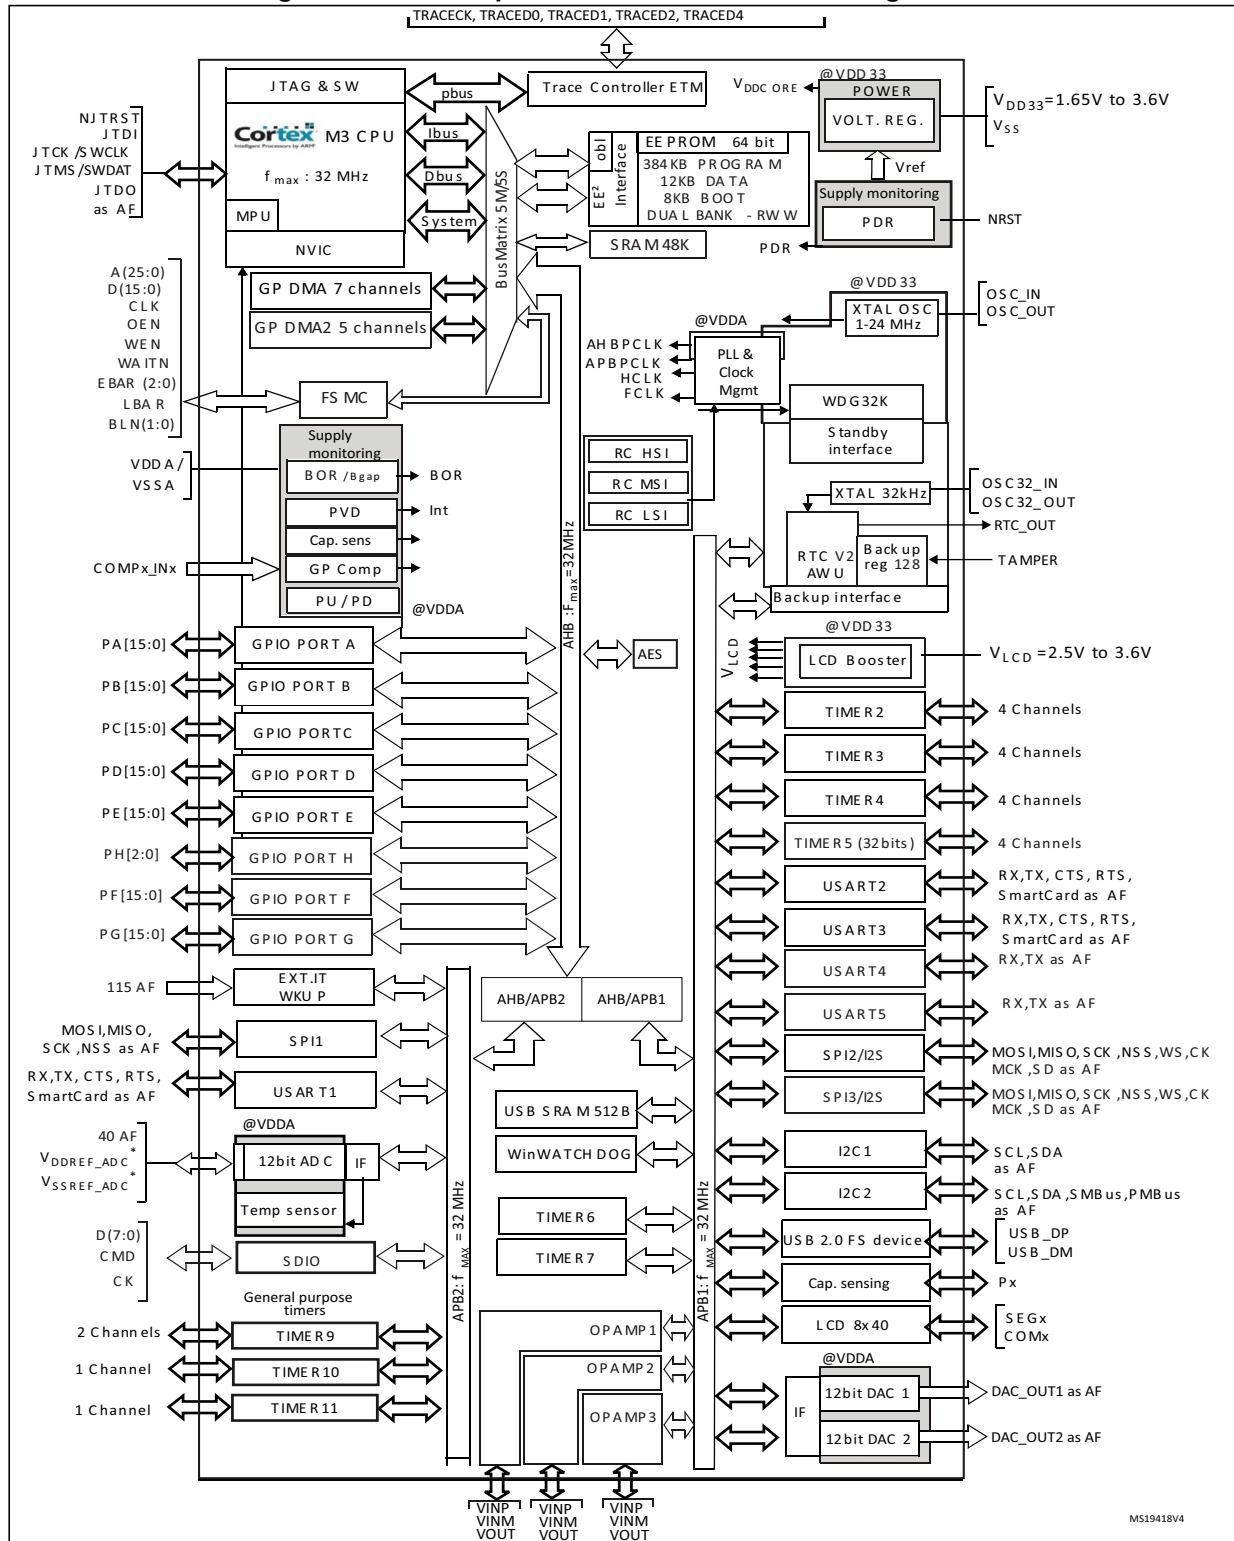 TRACECK, TRACED0, TRACED1, TRACED2, TRACED4
JTAG & SW
pbus
Trace Controller ETM
NJTRST
JTDI
JTCK/SWCLK
JTMS/SWDAT
JTDO
as AF
Cortex
Intelligent Processors by ARM®
M3 CPU
fmax : 32 MHz
MPU
NVIC
Ibus
Dbus
System
BusMatrix 5M/5S
EE² Interface
obl
EEPROM 64 bit
384KB PROGRAM
12KB DATA
8KB BOOT
DUAL BANK - RWW
SRAM 48K
VDDCORE
@VDD33
POWER
VOLT. REG.
VDD33=1.65V to 3.6V
VSS
Vref
Supply monitoring
PDR
NRST
PDR
GP DMA 7 channels
GP DMA2 5 channels
A(25:0)
D(15:0)
CLK
OEN
WEN
WAITN
EBAR (2:0)
LBAR
BLN(1:0)
FSMC
@VDDA
AHBPCLK
APBPCLK
HCLK
FCLK
PLL &
Clock
Mgmt
@VDD33
XTAL OSC
1-24 MHz
OSC_IN
OSC_OUT
WDG32K
Standby
interface
RC HSI
RC MSI
RC LSI
XTAL 32kHz
OSC32_IN
OSC32_OUT
RTC_OUT
RTC V2
AWU
Backup
reg 128
TAMPER
Backup interface
VDDA/
VSSA
Supply
monitoring
BOR /Bgap
BOR
PVD
Int
Cap. sens
COMPx_INx
GP Comp
PU / PD
@VDDA
AHB :Fmax=32MHz
AES
@VDD33
VLCD
LCD Booster
VLCD =2.5V to 3.6V
PA[15:0]
GPIO PORT A
PB[15:0]
GPIO PORT B
PC[15:0]
GPIO PORTC
PD[15:0]
GPIO PORT D
PE[15:0]
GPIO PORT E
PH[2:0]
GPIO PORT H
PF[15:0]
GPIO PORT F
PG[15:0]
GPIO PORT G
TIMER2
4 Channels
TIMER3
4 Channels
TIMER4
4 Channels
TIMER5 (32bits)
4 Channels
USART2
RX,TX, CTS, RTS,
SmartCard as AF
USART3
RX,TX, CTS, RTS,
SmartCard as AF
USART4
RX,TX as AF
USART5
RX,TX as AF
SPI2/I2S
MOSI,MISO,SCK,NSS,WS,CK
MCK,SD as AF
SPI3/I2S
MOSI,MISO,SCK,NSS,WS,CK
MCK,SD as AF
115 AF
EXT.IT
WKUP
AHB/APB2
AHB/APB1
MOSI,MISO,
SCK,NSS as AF
SPI1
RX,TX, CTS, RTS,
SmartCard as AF
USART1
USB SRAM 512B
WinWATCHDOG
@VDDA
40 AF
VDDREF_ADC*
VSSREF_ADC*
12bit ADC
IF
Temp sensor
I2C1
SCL,SDA
as AF
I2C2
SCL,SDA,SMBus,PMBus
as AF
TIMER6
TIMER7
D(7:0)
CMD
CK
SDIO
USB 2.0 FS device
USB_DP
USB_DM
Cap. sensing
Px
LCD 8x40
SEGx
COMx
APB2: fMAX = 32 MHz
APB1: fMAX = 32 MHz
General purpose
timers
2 Channels
TIMER9
1 Channel
TIMER10
1 Channel
TIMER11
OPAMP1
OPAMP2
OPAMP3
@VDDA
IF
12bit DAC 1
DAC_OUT1 as AF
12bit DAC 2
DAC_OUT2 as AF
VINP
VINM
VOUT
VINP
VINM
VOUT
VINP
VINM
VOUT
MS19418V4